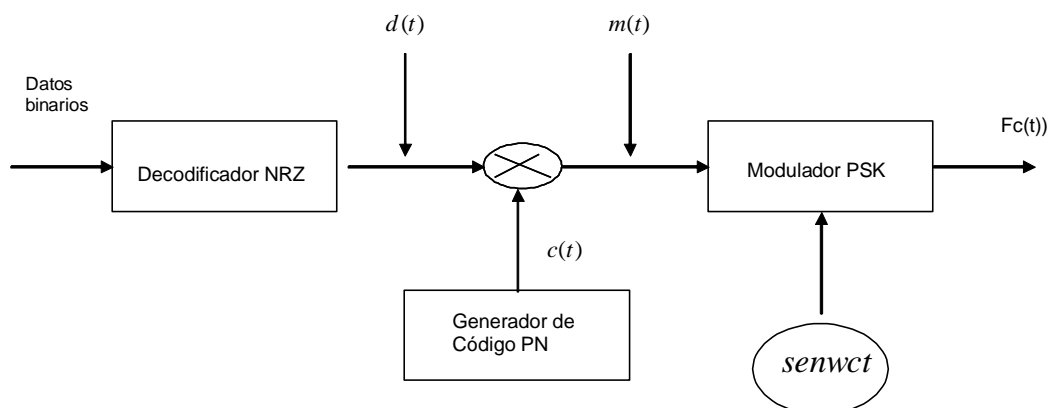 d(t)
m(t)
Datos
binarios
Fc(t))
Decodificador NRZ
Modulador PSK
c(t)
Generador de
Código PN
senwct